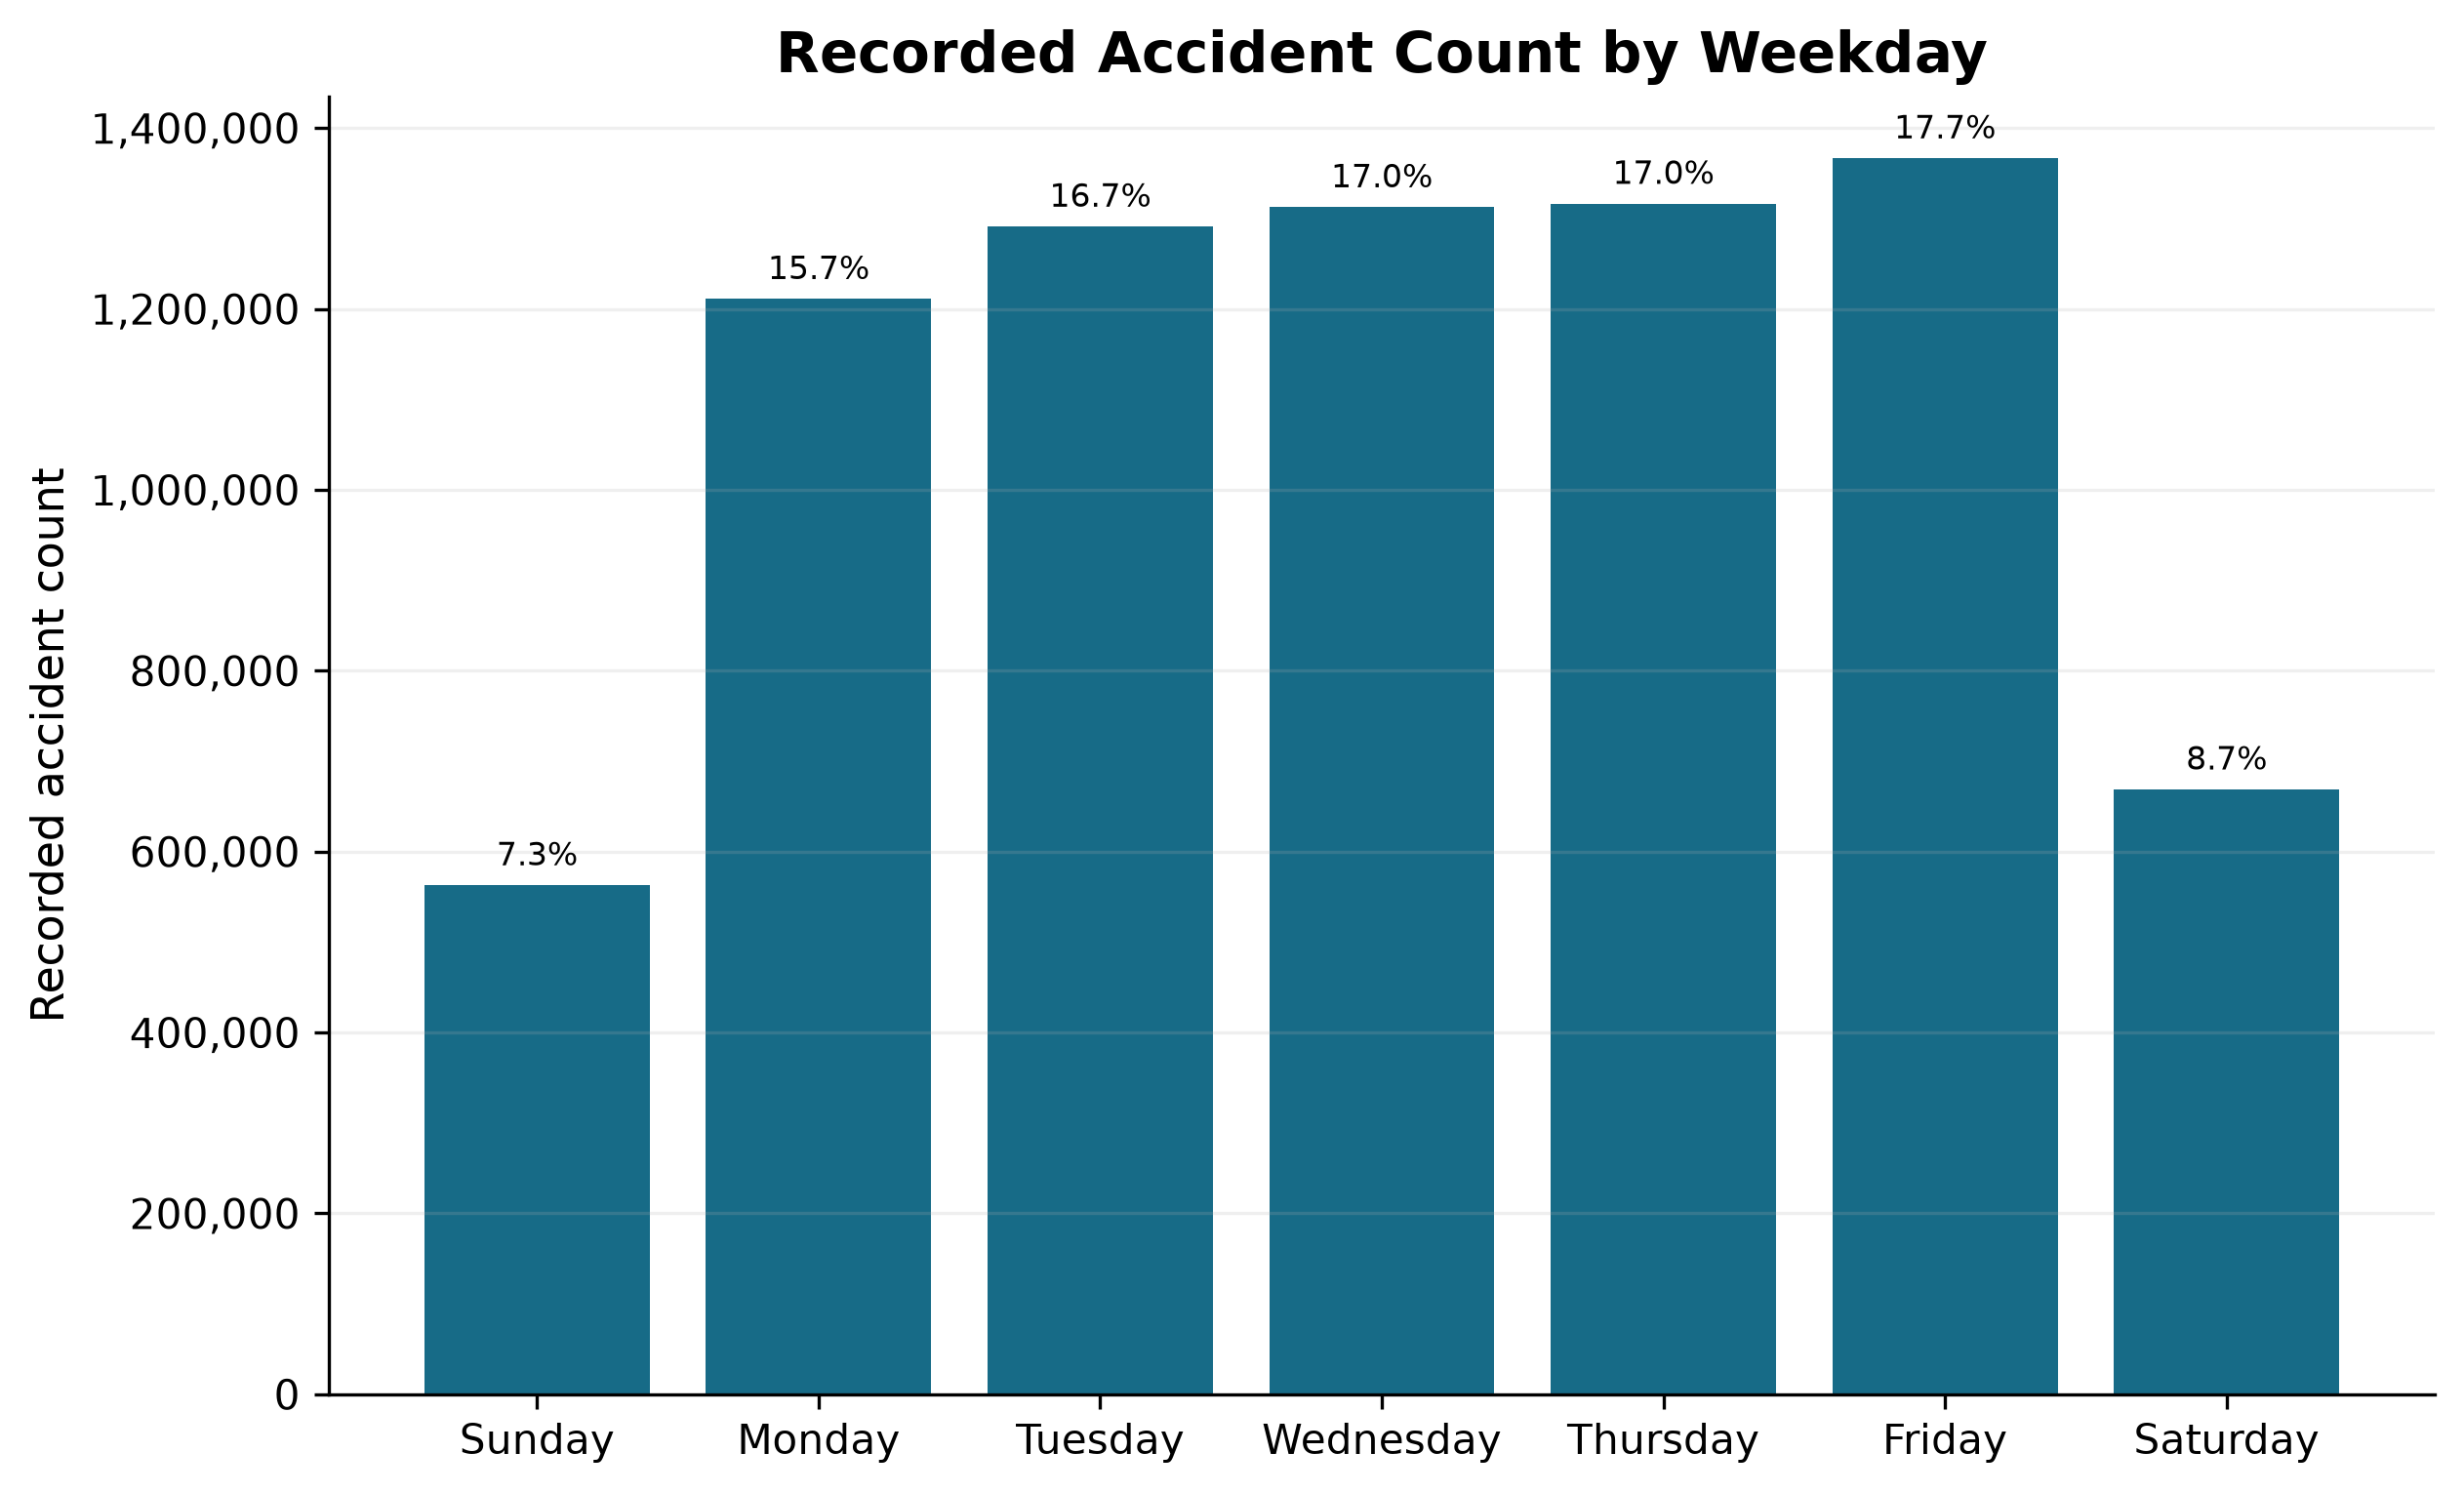 Recorded Accident Count by Weekday
Recorded accident count
1,400,000
1,200,000
1,000,000
800,000
600,000
400,000
200,000
0
7.3%
15.7%
16.7%
17.0%
17.0%
17.7%
8.7%
Sunday
Monday
Tuesday
Wednesday
Thursday
Friday
Saturday